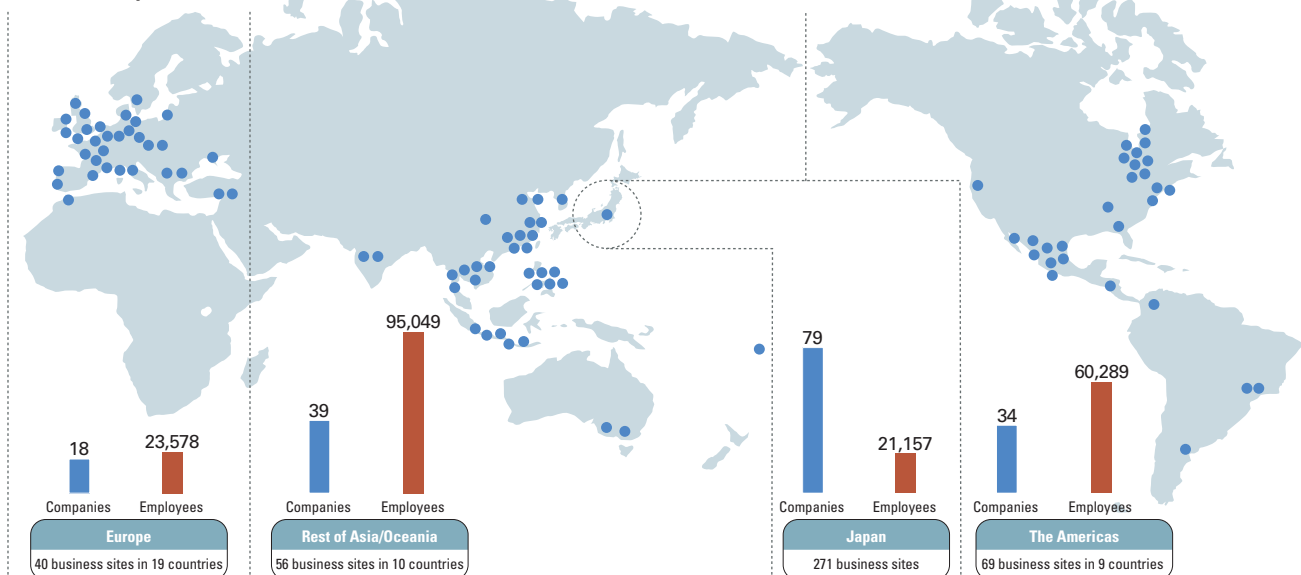 18
23,578
Companies
Employees
Europe
40 business sites in 19 countries
39
95,049
Companies
Employees
Rest of Asia/Oceania
56 business sites in 10 countries
79
21,157
Companies
Employees
Japan
271 business sites
34
60,289
Companies
Employees
The Americas
69 business sites in 9 countries